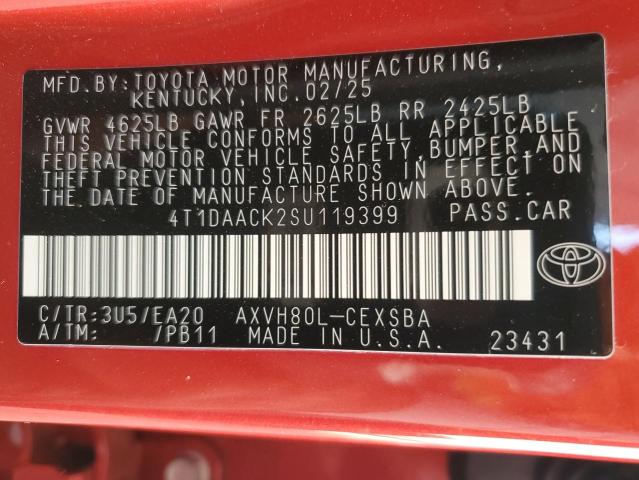 MFD.BY:TOYOTA MOTOR MANUFACTURING,
KENTUCKY,INC.02/25
GVWR 4625LB GAWR FR 2625LB RR 2425LB
THIS VEHICLE CONFORMS TO ALL APPLICABLE
FEDERAL MOTOR VEHICLE SAFETY,BUMPER,AND
THEFT PREVENTION STANDARDS IN EFFECT ON
THE DATE OF MANUFACTURE SHOWN ABOVE.
4T1DAACK2SU119399 PASS.CAR
C/TR:3U5/EA20 AXVH80L-CEXSBA
A/TM: /PB11 MADE IN U.S.A. 23431